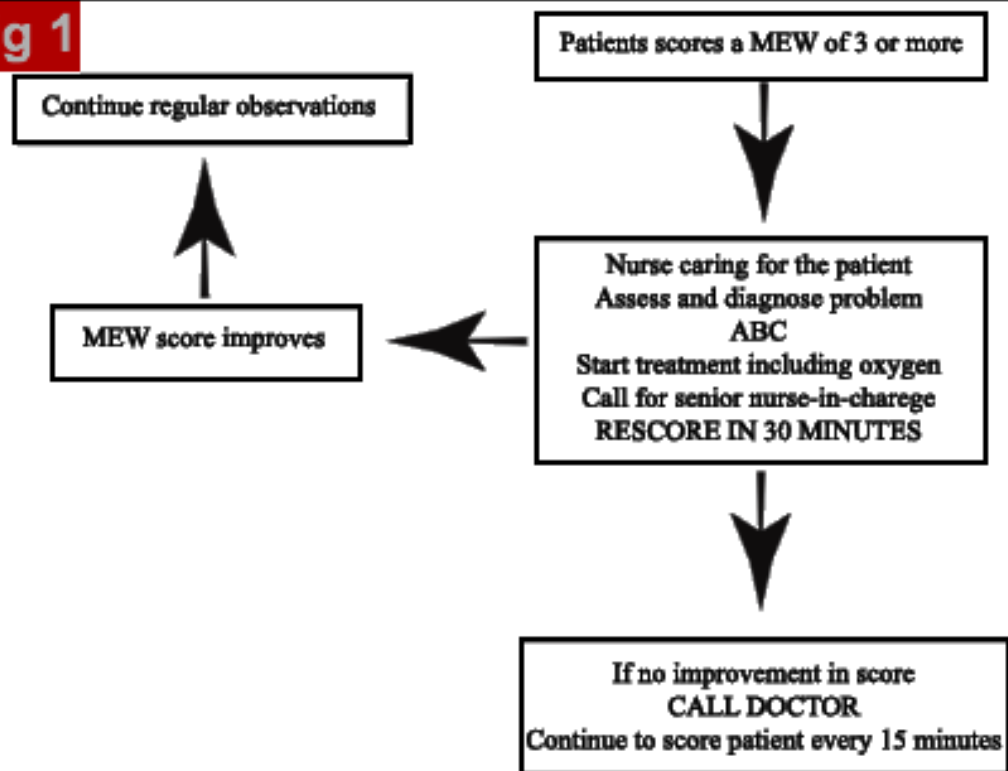 g 1
Patients scores a MEW of 3 or more
Continue regular observations
Nurse caring for the patient
Assess and diagnose problem
ABC
Start treatment including oxygen
Call for senior nurse-in-charege
RESCORE IN 30 MINUTES
MEW score improves
If no improvement in score
CALL DOCTOR
Continue to score patient every 15 minutes